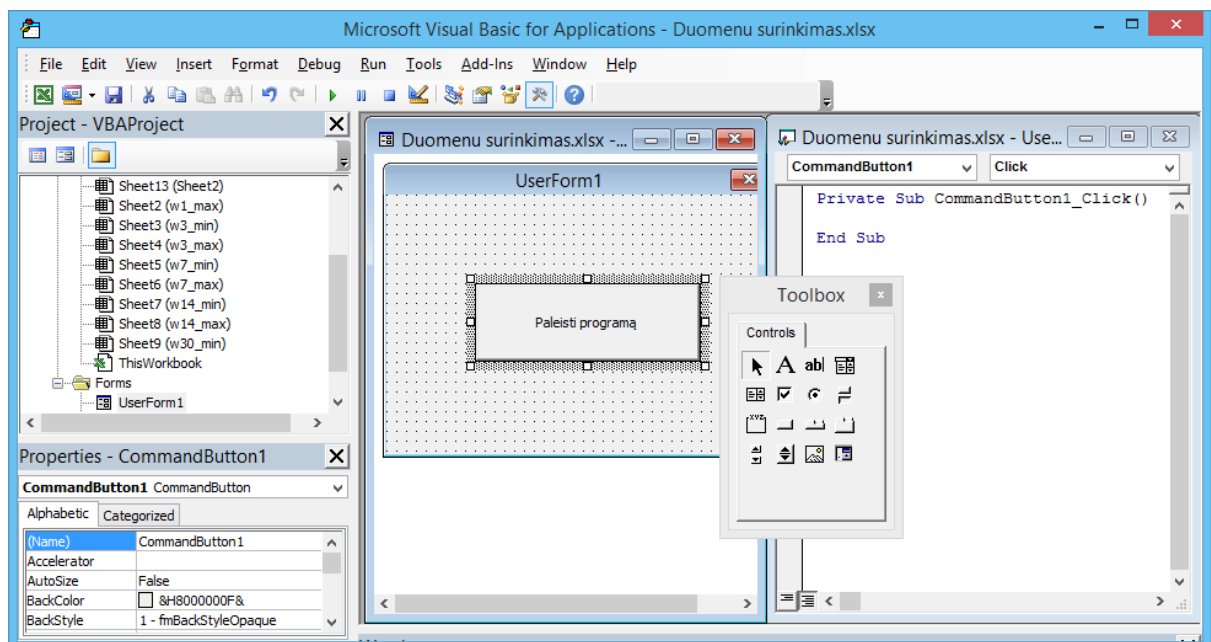 Microsoft Visual Basic for Applications - Duomenu surinkimas.xlsx
File Edit View Insert Format Debug Run Tools Add-Ins Window Help
Project - VBAProject
Sheet13 (Sheet2)
Sheet2 (w1_max)
Sheet3 (w3_min)
Sheet4 (w3_max)
Sheet5 (w7_min)
Sheet6 (w7_max)
Sheet7 (w14_min)
Sheet8 (w14_max)
Sheet9 (w30_min)
ThisWorkbook
Forms
UserForm1
Properties - CommandButton1
CommandButton1 CommandButton
Alphabetic Categorized
(Name) CommandButton1
Accelerator
AutoSize False
BackColor &H8000000F&
BackStyle 1 - fmBackStyleOpaque
Duomenu surinkimas.xlsx -...
UserForm1
Paleisti programą
Duomenu surinkimas.xlsx - Use...
CommandButton1 Click
Private Sub CommandButton1_Click()
End Sub
Toolbox
Controls
A ab
xyz